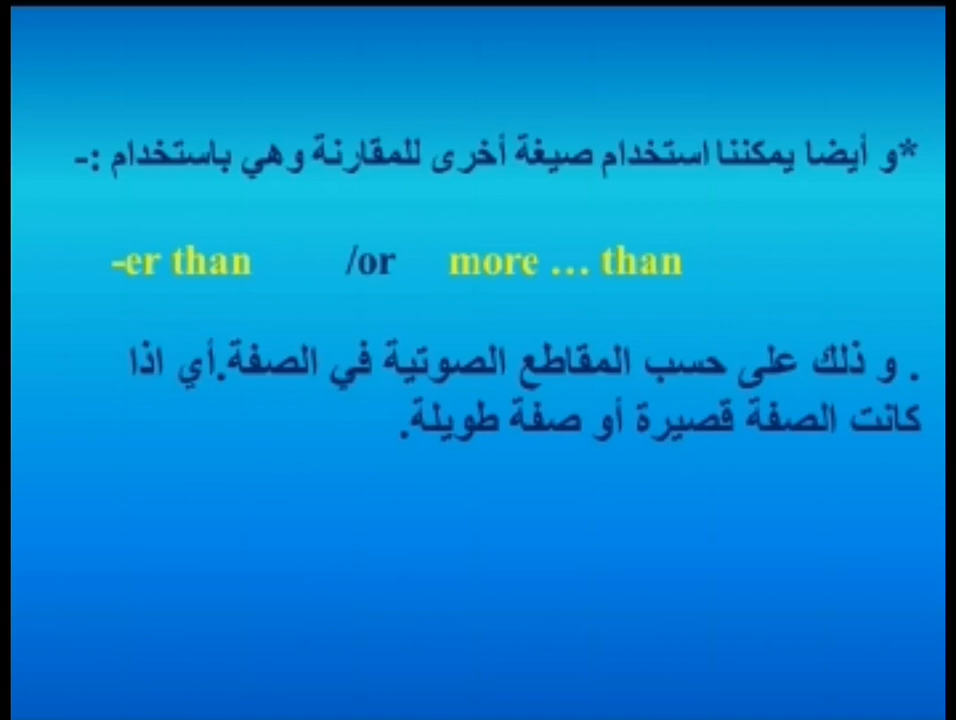 *و أيضا يمكننا استخدام صيغة أخرى للمقارنة وهي باستخدام :-
-er than /or more ... than
. و ذلك على حسب المقاطع الصوتية في الصفة.أي اذا
كانت الصفة قصيرة أو صفة طويلة.